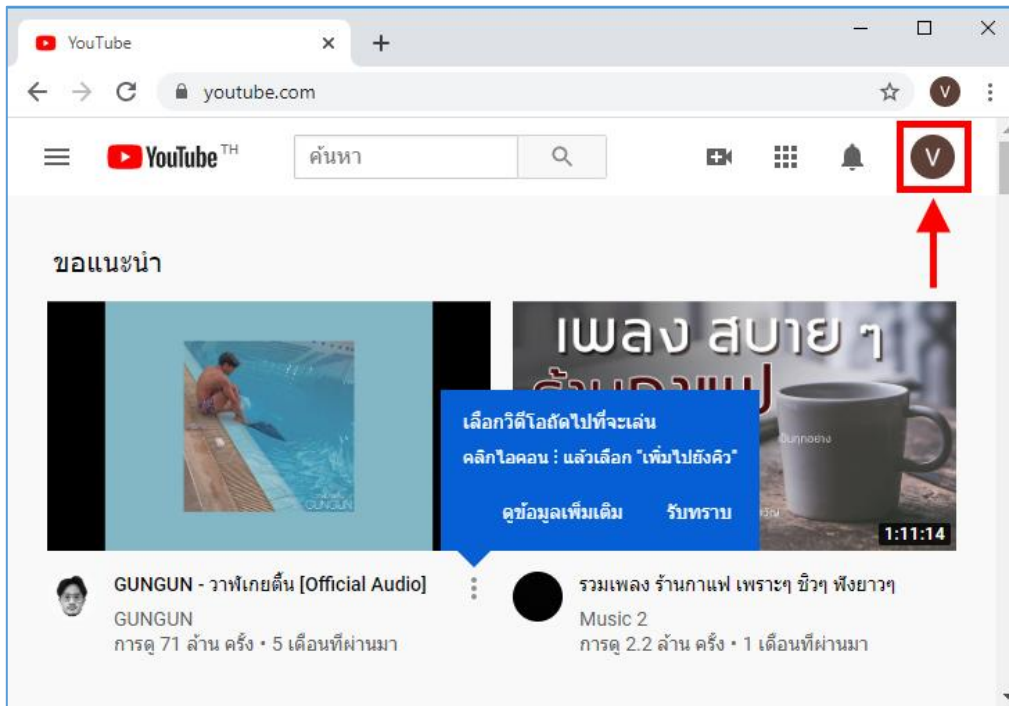 YouTube
youtube.com
V
YouTube TH
ค้นหา
V
ขอแนะนำ
GUNGUN
เพลง สบาย ๆ
เลือกวิดีโอถัดไปที่จะเล่น
คลิกไอคอน ⋮ แล้วเลือก "เพิ่มไปยังคิว"
ดูข้อมูลเพิ่มเติม รับทราบ
1:11:14
GUNGUN - วาฬเกยตื้น [Official Audio]
GUNGUN
การดู 71 ล้าน ครั้ง • 5 เดือนที่ผ่านมา
รวมเพลง ร้านกาแฟ เพราะๆ ชิวๆ ฟังยาวๆ
Music 2
การดู 2.2 ล้าน ครั้ง • 1 เดือนที่ผ่านมา